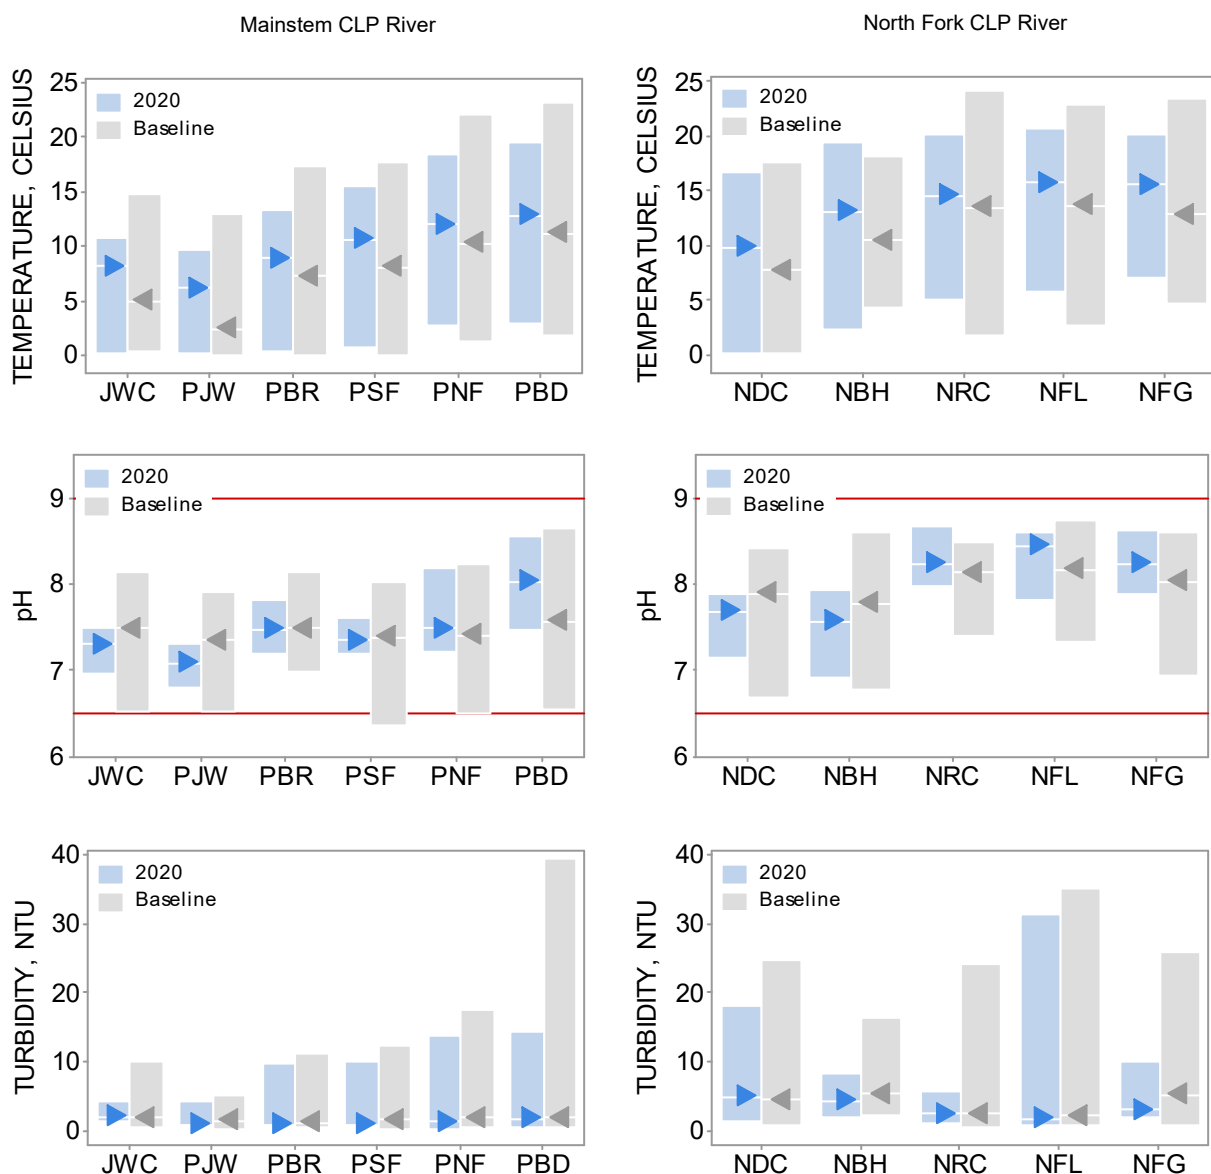 Mainstem CLP River
North Fork CLP River
TEMPERATURE, CELSIUS
25
20
15
10
5
0
2020
Baseline
JWC PJW PBR PSF PNF PBD
TEMPERATURE, CELSIUS
25
20
15
10
5
0
2020
Baseline
NDC NBH NRC NFL NFG
pH
9
8
7
6
2020
Baseline
JWC PJW PBR PSF PNF PBD
pH
9
8
7
6
2020
Baseline
NDC NBH NRC NFL NFG
TURBIDITY, NTU
40
30
20
10
0
2020
Baseline
JWC PJW PBR PSF PNF PBD
TURBIDITY, NTU
40
30
20
10
0
2020
Baseline
NDC NBH NRC NFL NFG